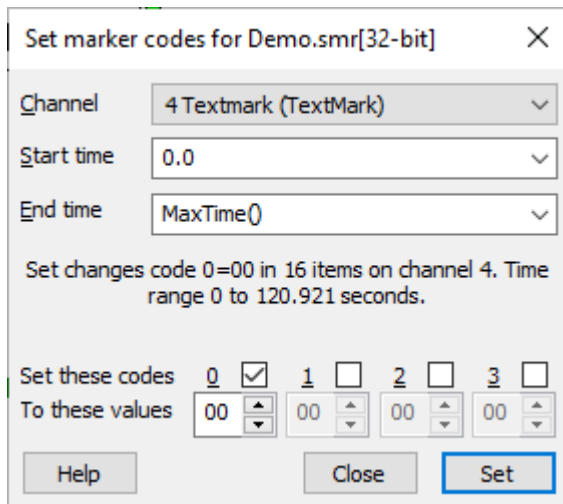 Set marker codes for Demo.smr[32-bit]
Channel 4 Textmark (TextMark)
Start time 0.0
End time MaxTime()
Set changes code 0=00 in 16 items on channel 4. Time
range 0 to 120.921 seconds.
Set these codes 0 1 2 3
To these values 00 00 00 00
Help Close Set